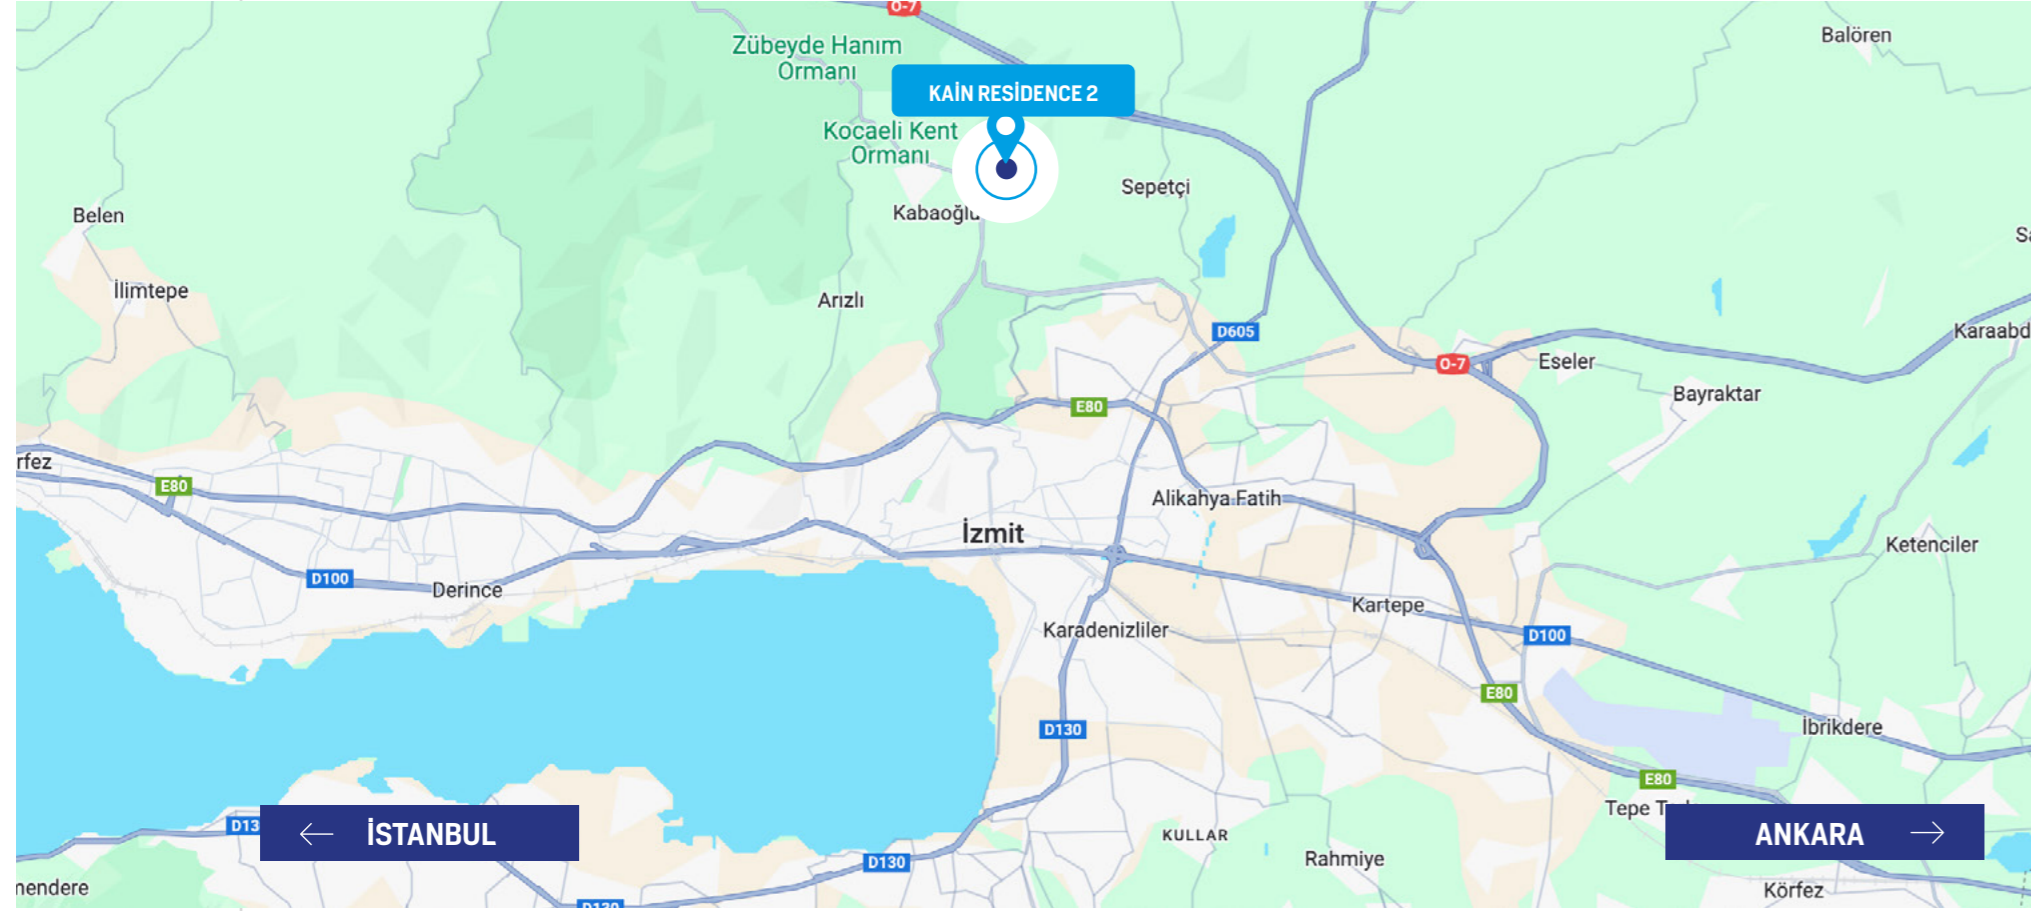 O-7
Balören
Zübeyde Hanım
Ormanı
KAİN RESİDENCE 2
Kocaeli Kent
Ormanı
Sepetçi
Belen
Kabaoğlu
İlimtepe
Arızlı
D605
Karaabd
O-7
Eseler
Bayraktar
E80
rfez
E80
Alikahya Fatih
İzmit
Ketenciler
D100
Derince
Kartepe
Karadenizliler
D100
E80
D130
İbrikdere
E80
Tepe T
D13
← İSTANBUL
KULLAR
ANKARA →
D130
Rahmiye
mendere
Körfez
D130